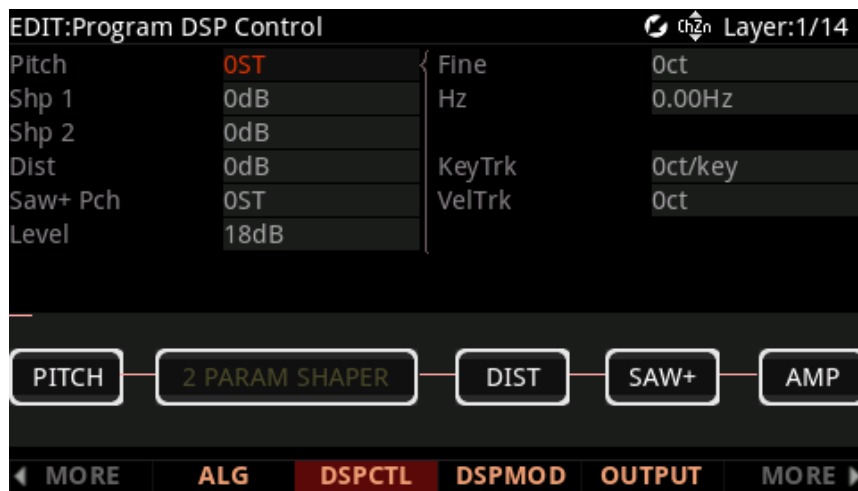 EDIT:Program DSP Control ChZn Layer:1/14
Pitch 0ST Fine 0ct
Shp 1 0dB Hz 0.00Hz
Shp 2 0dB
Dist 0dB KeyTrk 0ct/key
Saw+ Pch 0ST VelTrk 0ct
Level 18dB
PITCH 2 PARAM SHAPER DIST SAW+ AMP
MORE ALG DSPCTL DSPMOD OUTPUT MORE